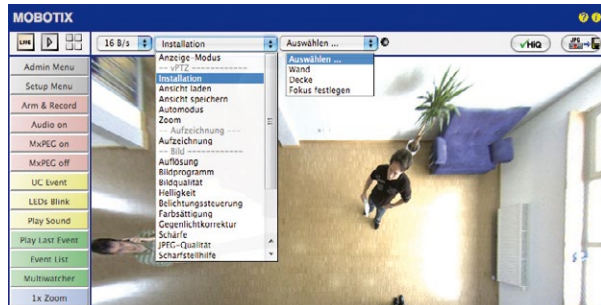 MOBOTIX
LIVE
16 B/s
Installation
Auswählen ...
HiQ
JPG
Anzeige-Modus
-- vPTZ ------------
Installation
Ansicht laden
Ansicht speichern
Automodus
Zoom
-- Aufzeichnung ---
Aufzeichnung
-- Bild ------------
Auflösung
Bildprogramm
Bildqualität
Helligkeit
Belichtungssteuerung
Farbsättigung
Gegenlichtkorrektur
Schärfe
JPEG-Qualität
Scharfstellhilfe
Auswählen ...
Wand
Decke
Fokus festlegen
Admin Menu
Setup Menu
Arm & Record
Audio on
MxPEG on
MxPEG off
UC Event
LEDs Blink
Play Sound
Play Last Event
Event List
Multiwatcher
1x Zoom